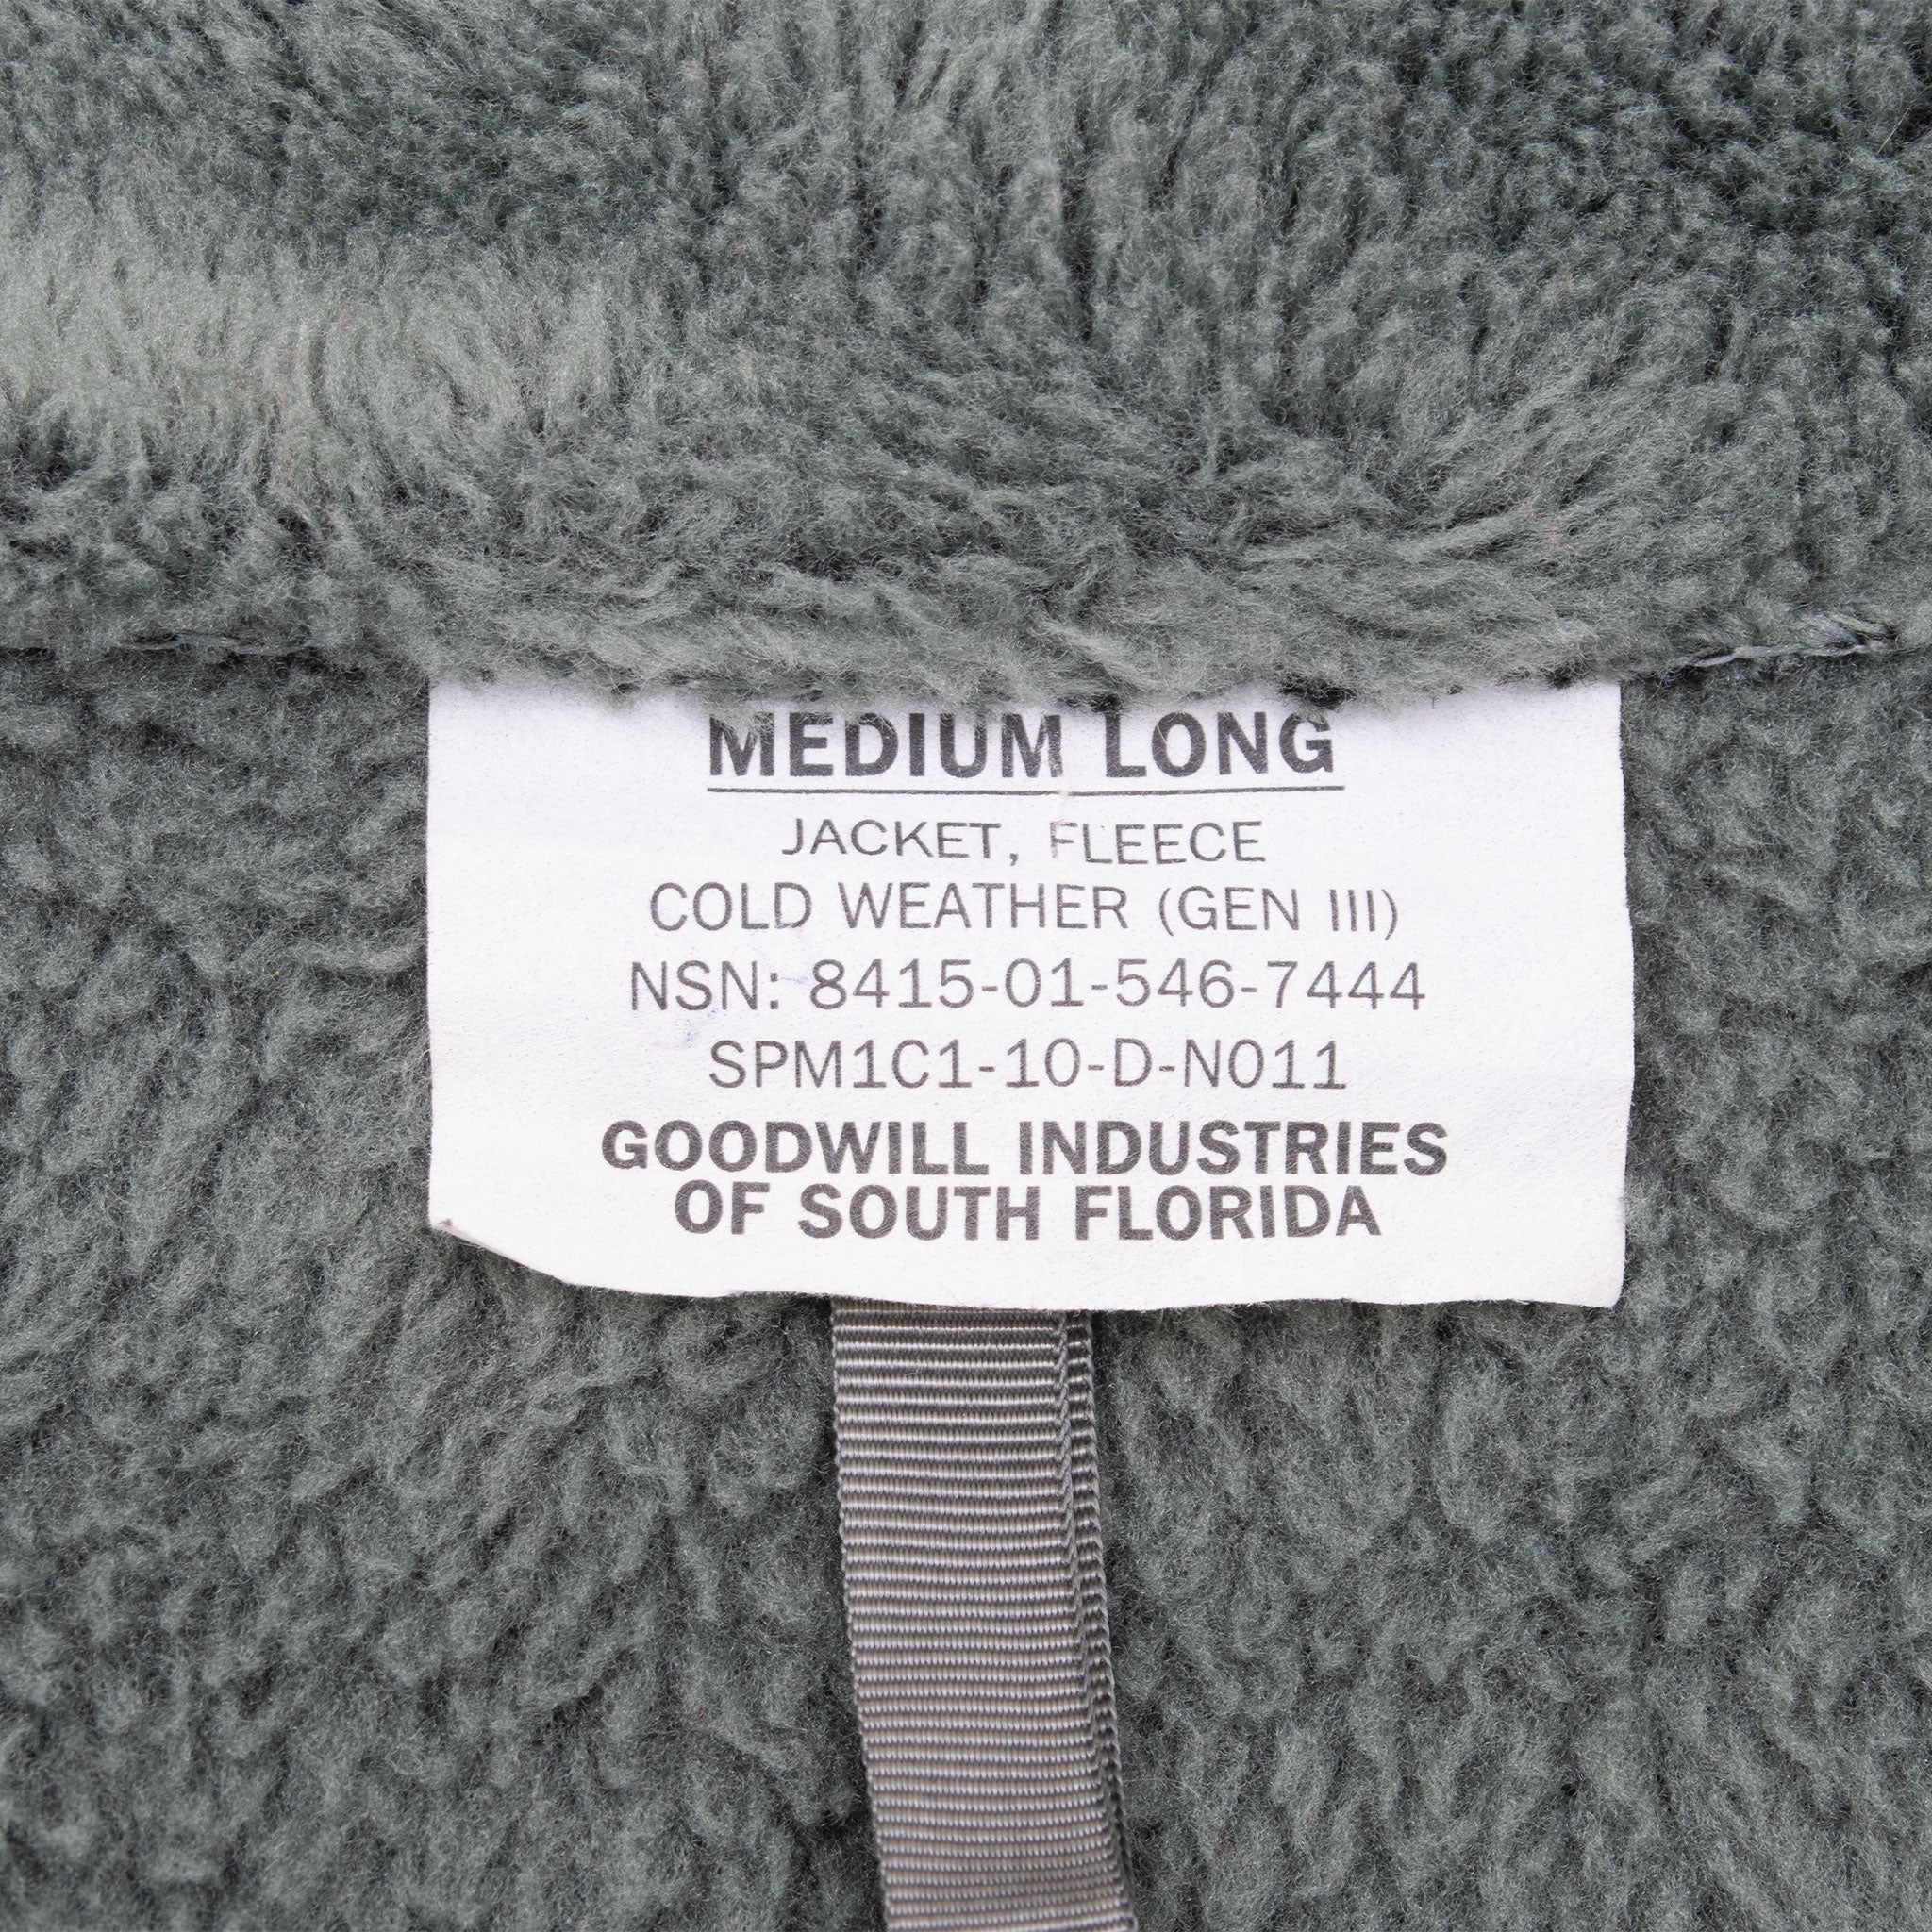 MEDIUM LONG
JACKET, FLEECE
COLD WEATHER (GEN III)
NSN: 8415-01-546-7444
SPM1C1-10-D-N011
GOODWILL INDUSTRIES
OF SOUTH FLORIDA